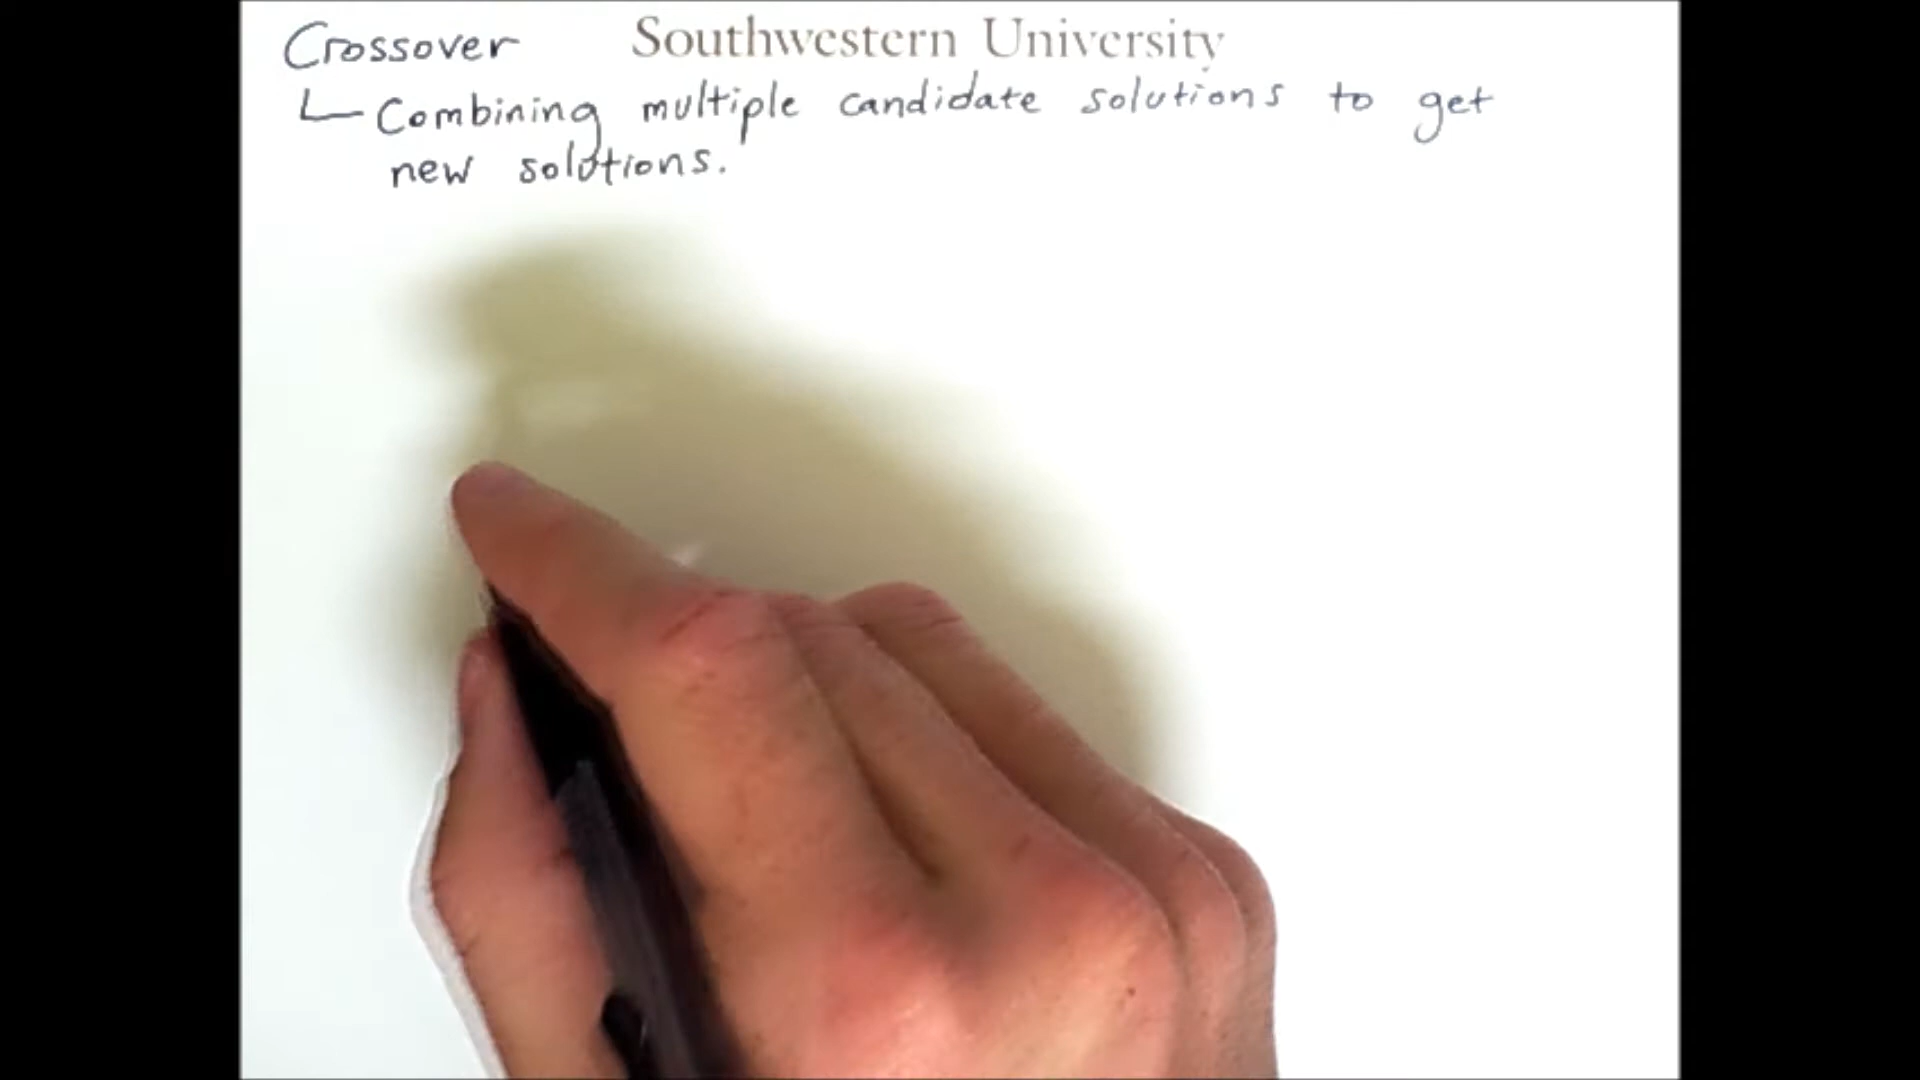 Crossover Southwestern University
Combining multiple candidate solutions to get
new solutions.